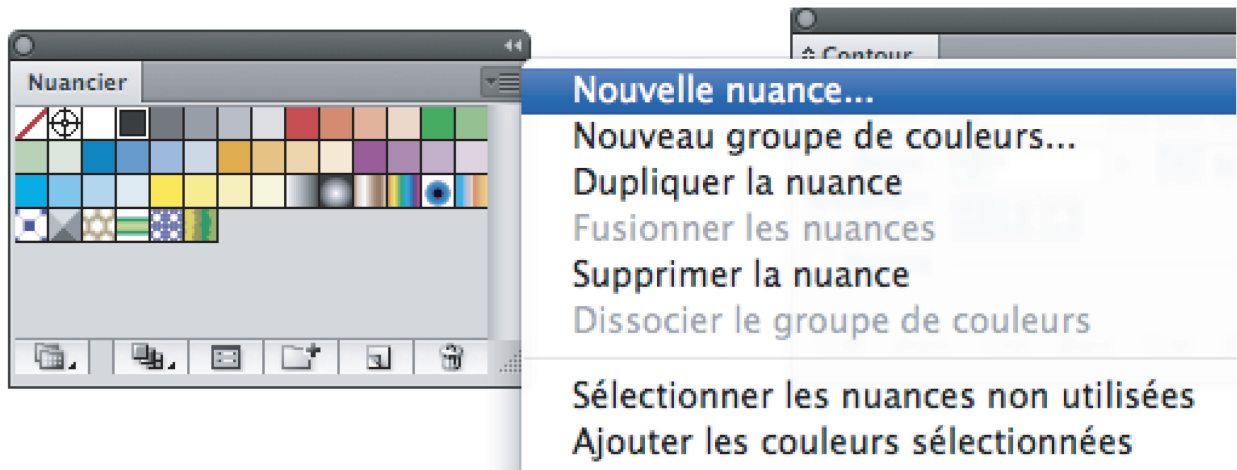 Nuancier
Contour
Nouvelle nuance...
Nouveau groupe de couleurs...
Dupliquer la nuance
Fusionner les nuances
Supprimer la nuance
Dissocier le groupe de couleurs
Sélectionner les nuances non utilisées
Ajouter les couleurs sélectionnées